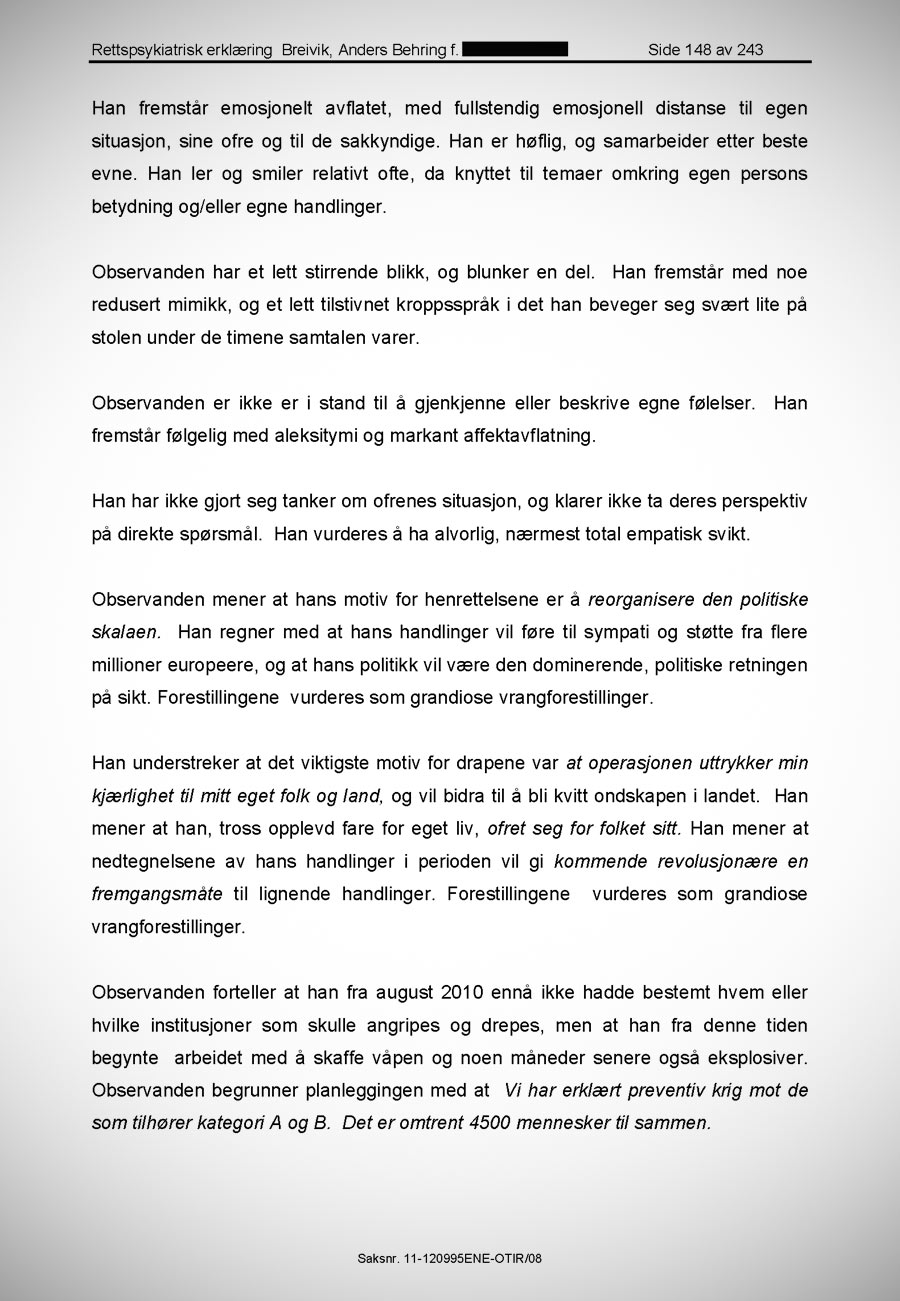 Rettspsykiatrisk erklæring  Breivik, Anders Behring f. Side 148 av 243
Han fremstår emosjonelt avflatet, med fullstendig emosjonell distanse til egen
situasjon, sine ofre og til de sakkyndige. Han er høflig, og samarbeider etter beste
evne. Han ler og smiler relativt ofte, da knyttet til temaer omkring egen persons
betydning og/eller egne handlinger.
Observanden har et lett stirrende blikk, og blunker en del.  Han fremstår med noe
redusert mimikk, og et lett tilstivnet kroppsspråk i det han beveger seg svært lite på
stolen under de timene samtalen varer.
Observanden er ikke er i stand til å gjenkjenne eller beskrive egne følelser.  Han
fremstår følgelig med aleksitymi og markant affektavflatning.
Han har ikke gjort seg tanker om ofrenes situasjon, og klarer ikke ta deres perspektiv
på direkte spørsmål.  Han vurderes å ha alvorlig, nærmest total empatisk svikt.
Observanden mener at hans motiv for henrettelsene er å reorganisere den politiske
skalaen.  Han regner med at hans handlinger vil føre til sympati og støtte fra flere
millioner europeere, og at hans politikk vil være den dominerende, politiske retningen
på sikt. Forestillingene  vurderes som grandiose vrangforestillinger.
Han understreker at det viktigste motiv for drapene var at operasjonen uttrykker min
kjærlighet til mitt eget folk og land, og vil bidra til å bli kvitt ondskapen i landet.  Han
mener at han, tross opplevd fare for eget liv, ofret seg for folket sitt. Han mener at
nedtegnelsene av hans handlinger i perioden vil gi kommende revolusjonære en
fremgangsmåte til lignende handlinger. Forestillingene  vurderes som grandiose
vrangforestillinger.
Observanden forteller at han fra august 2010 ennå ikke hadde bestemt hvem eller
hvilke institusjoner som skulle angripes og drepes, men at han fra denne tiden
begynte  arbeidet med å skaffe våpen og noen måneder senere også eksplosiver.
Observanden begrunner planleggingen med at  Vi har erklært preventiv krig mot de
som tilhører kategori A og B.  Det er omtrent 4500 mennesker til sammen.
Saksnr. 11-120995ENE-OTIR/08